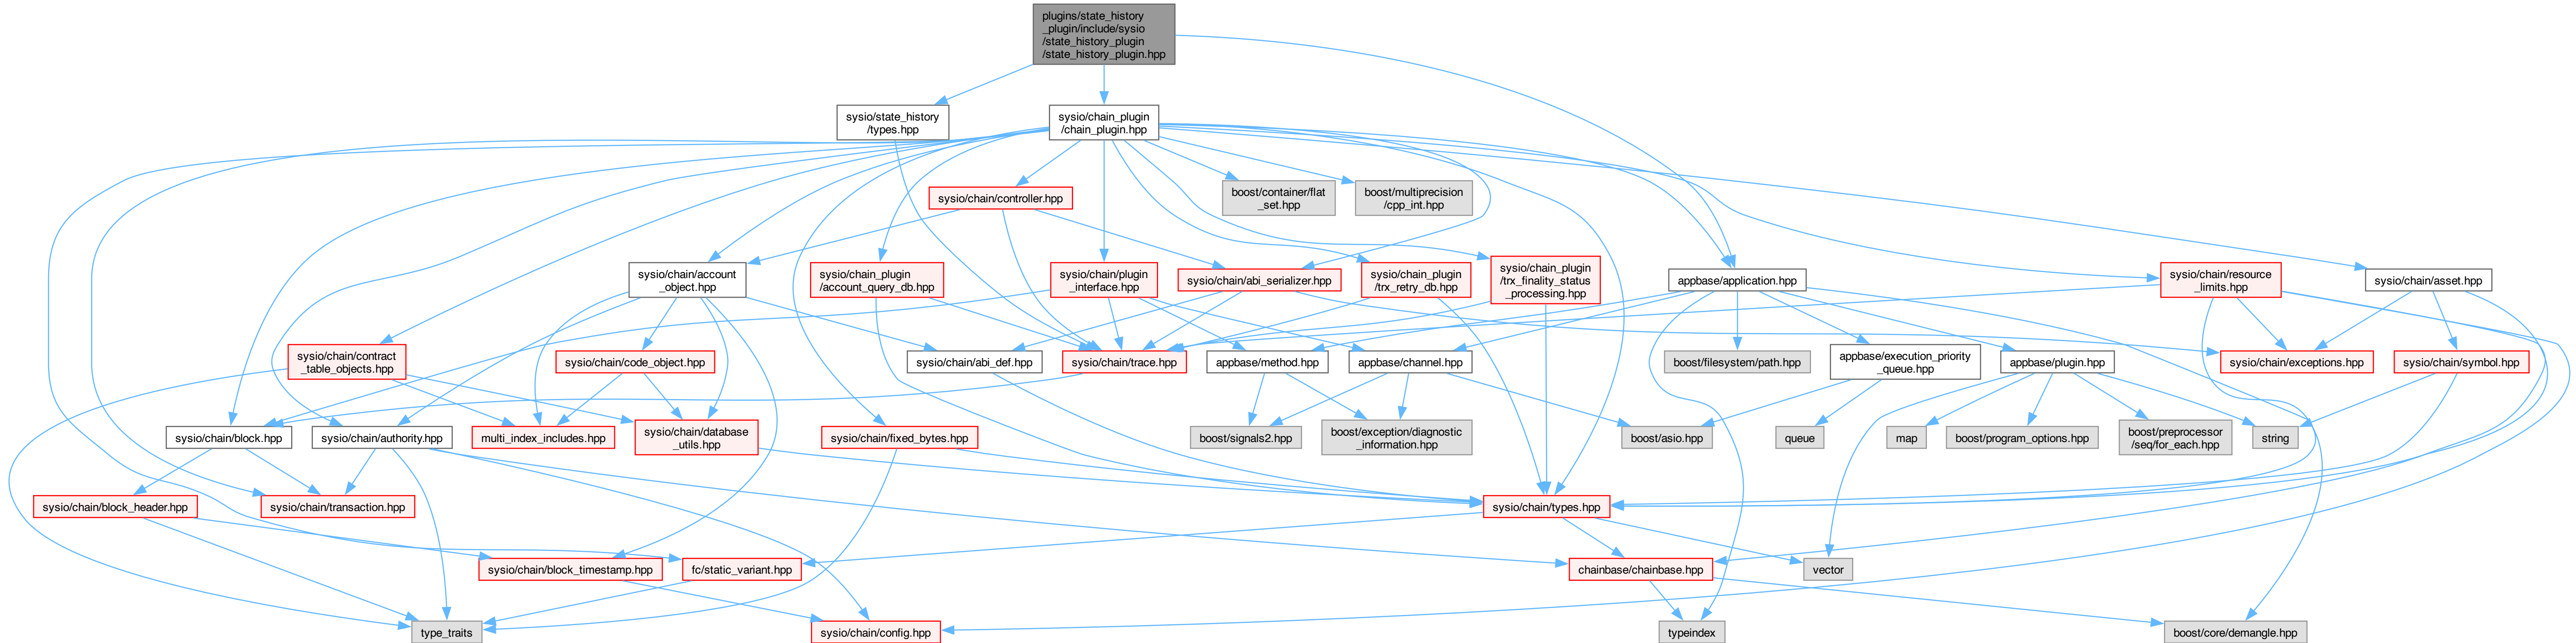 plugins/state_history
_plugin/include/sysio
/state_history_plugin
/state_history_plugin.hpp
sysio/state_history
/types.hpp
sysio/chain_plugin
/chain_plugin.hpp
sysio/chain/controller.hpp
boost/container/flat
_set.hpp
boost/multiprecision
/cpp_int.hpp
sysio/chain/account
_object.hpp
sysio/chain_plugin
/account_query_db.hpp
sysio/chain/plugin
_interface.hpp
sysio/chain/abi_serializer.hpp
sysio/chain_plugin
/trx_retry_db.hpp
sysio/chain_plugin
/trx_finality_status
_processing.hpp
appbase/application.hpp
sysio/chain/resource
_limits.hpp
sysio/chain/asset.hpp
sysio/chain/contract
_table_objects.hpp
sysio/chain/code_object.hpp
sysio/chain/abi_def.hpp
sysio/chain/trace.hpp
appbase/method.hpp
appbase/channel.hpp
boost/filesystem/path.hpp
appbase/execution_priority
_queue.hpp
appbase/plugin.hpp
sysio/chain/exceptions.hpp
sysio/chain/symbol.hpp
sysio/chain/block.hpp
sysio/chain/authority.hpp
multi_index_includes.hpp
sysio/chain/database
_utils.hpp
sysio/chain/fixed_bytes.hpp
boost/signals2.hpp
boost/exception/diagnostic
_information.hpp
boost/asio.hpp
queue
map
boost/program_options.hpp
boost/preprocessor
/seq/for_each.hpp
string
sysio/chain/block_header.hpp
sysio/chain/transaction.hpp
sysio/chain/types.hpp
sysio/chain/block_timestamp.hpp
fc/static_variant.hpp
chainbase/chainbase.hpp
vector
type_traits
sysio/chain/config.hpp
typeindex
boost/core/demangle.hpp